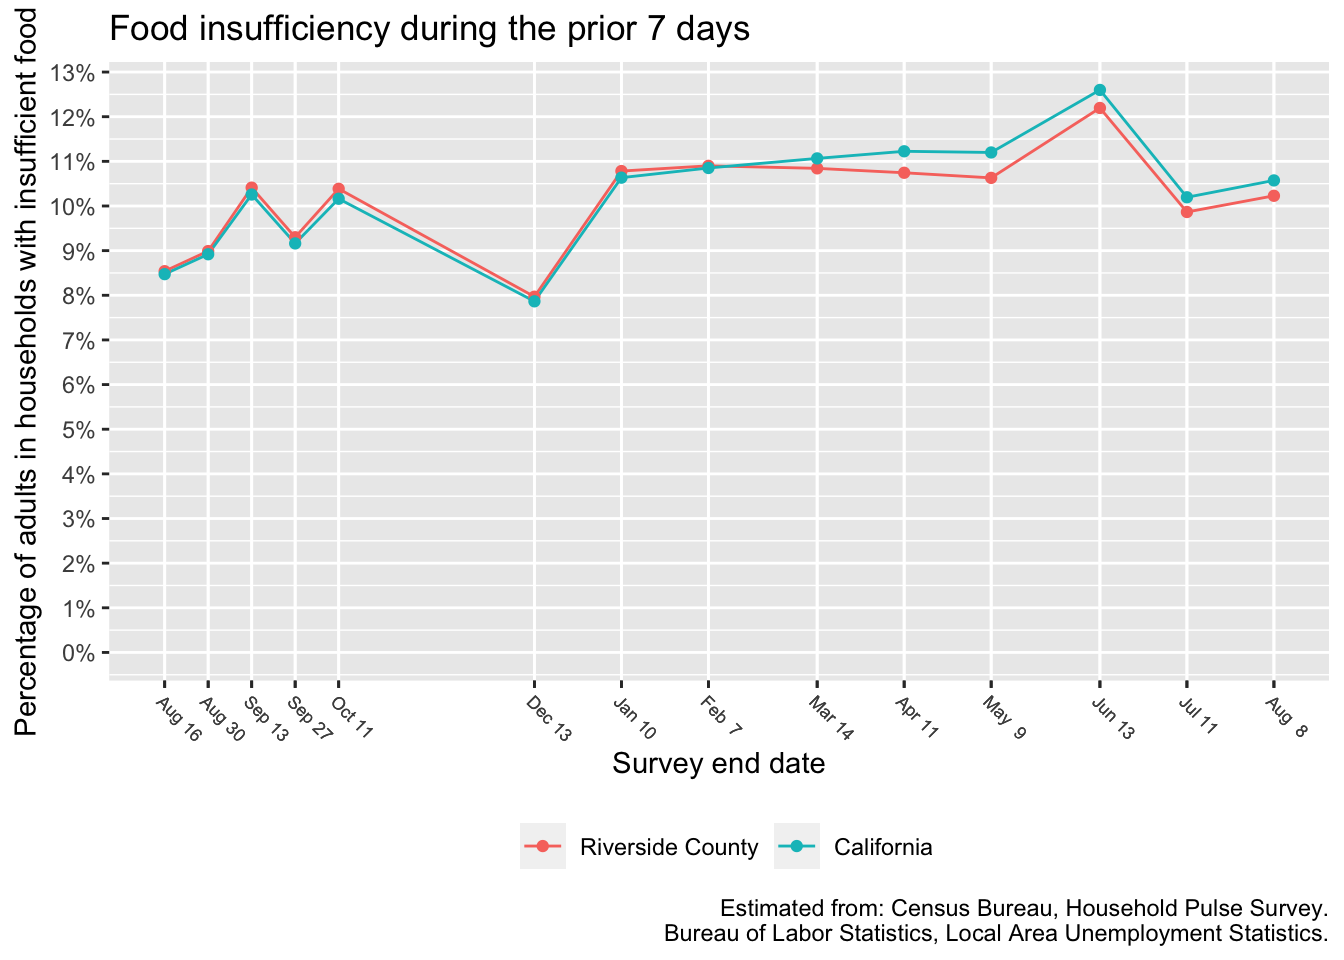 Food insufficiency during the prior 7 days
Percentage of adults in households with insufficient food
13%
12%
11%
10%
9%
8%
7%
6%
5%
4%
3%
2%
1%
0%
Aug 16
Aug 30
Sep 13
Sep 27
Oct 11
Dec 13
Jan 10
Feb 7
Mar 14
Apr 11
May 9
Jun 13
Jul 11
Aug 8
Survey end date
Riverside County
California
Estimated from: Census Bureau, Household Pulse Survey.
Bureau of Labor Statistics, Local Area Unemployment Statistics.